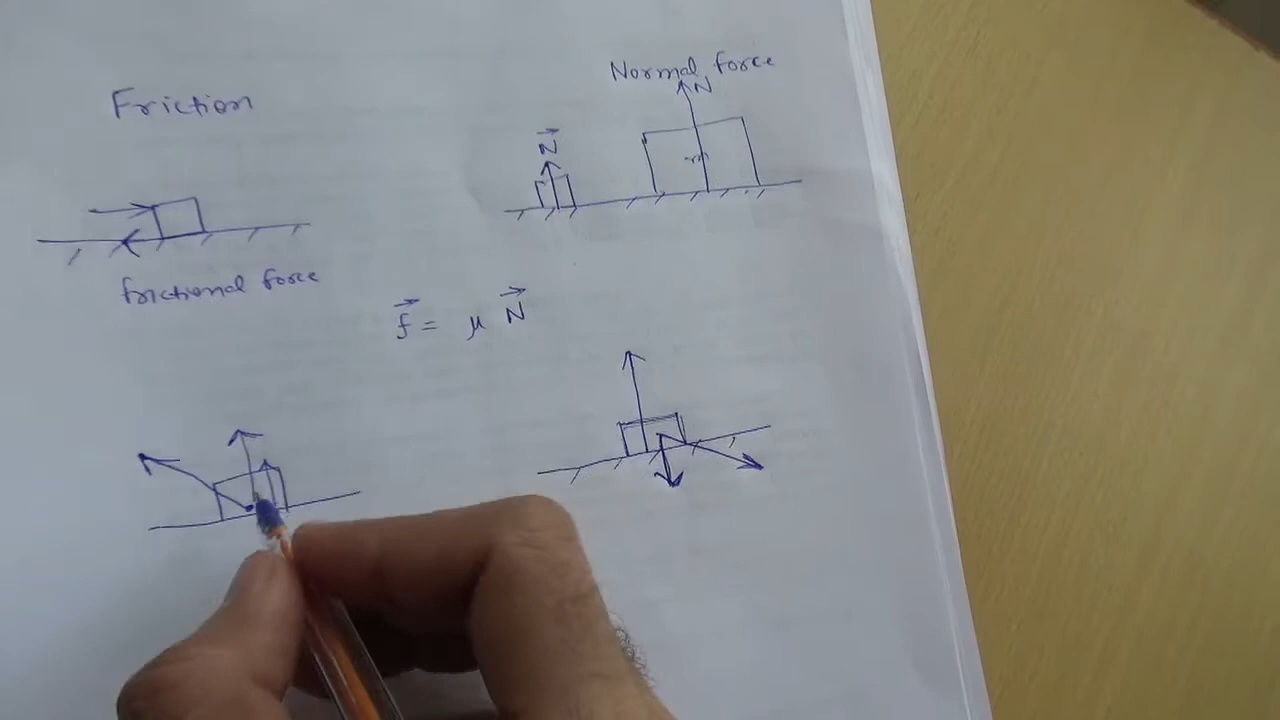 Normal force
N
Friction
N
m
frictional force
f = μ N